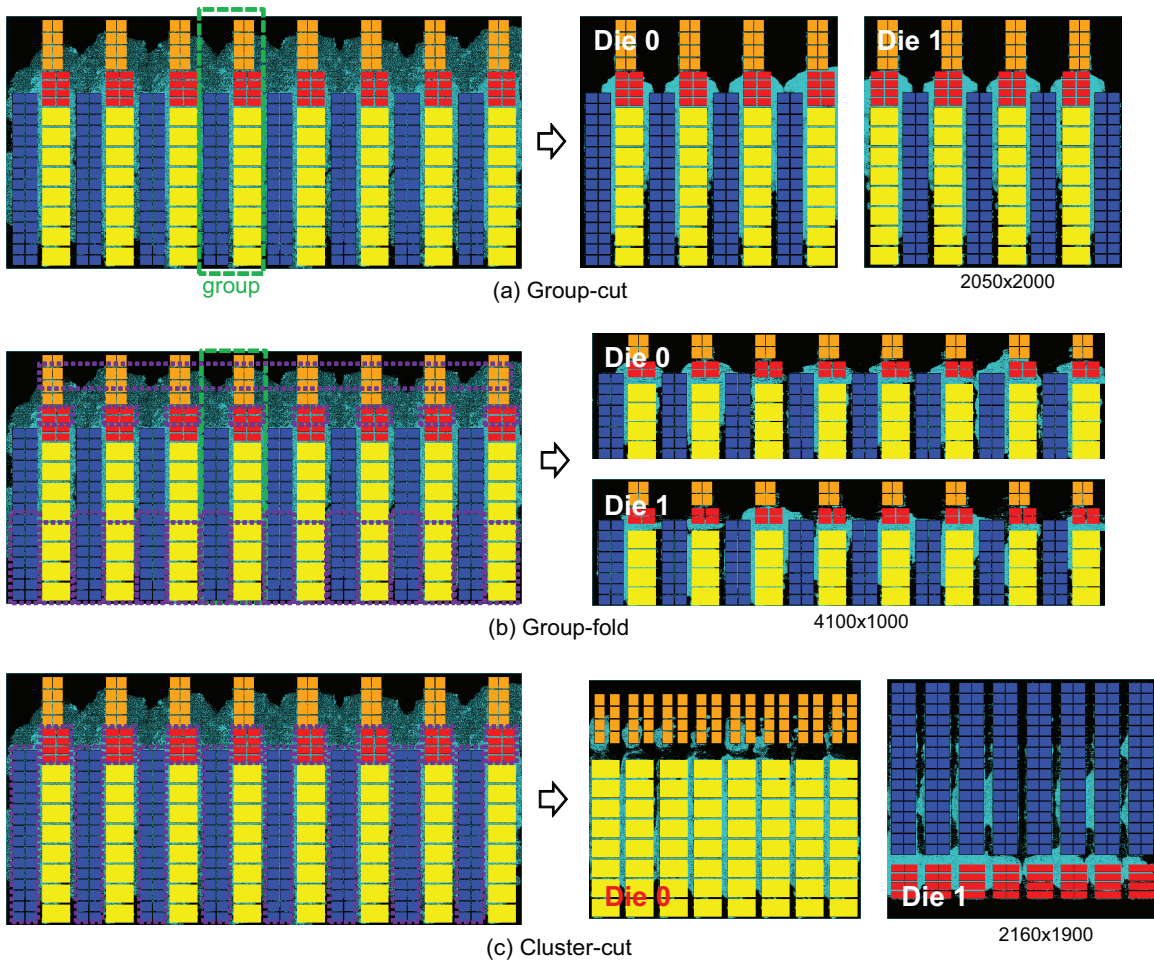 Die 0
Die 1
group
(a) Group-cut
2050x2000
Die 0
Die 1
(b) Group-fold
4100x1000
Die 0
Die 1
(c) Cluster-cut
2160x1900